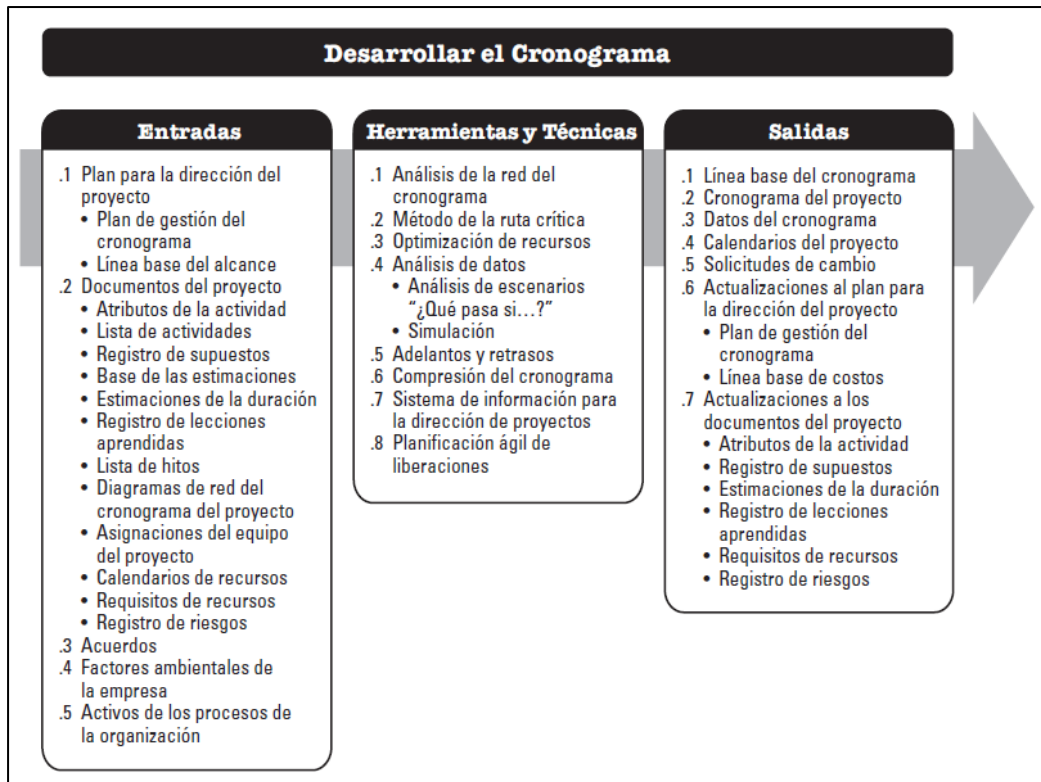 Desarrollar el Cronograma
Entradas
.1 Plan para la dirección del
proyecto
• Plan de gestión del
cronograma
• Línea base del alcance
.2 Documentos del proyecto
• Atributos de la actividad
• Lista de actividades
• Registro de supuestos
• Base de las estimaciones
• Estimaciones de la duración
• Registro de lecciones
aprendidas
• Lista de hitos
• Diagramas de red del
cronograma del proyecto
• Asignaciones del equipo
del proyecto
• Calendarios de recursos
• Requisitos de recursos
• Registro de riesgos
.3 Acuerdos
.4 Factores ambientales de
la empresa
.5 Activos de los procesos de
la organización
Herramientas y Técnicas
.1 Análisis de la red del
cronograma
.2 Método de la ruta crítica
.3 Optimización de recursos
.4 Análisis de datos
• Análisis de escenarios
“¿Qué pasa si…?”
• Simulación
.5 Adelantos y retrasos
.6 Compresión del cronograma
.7 Sistema de información para
la dirección de proyectos
.8 Planificación ágil de
liberaciones
Salidas
.1 Línea base del cronograma
.2 Cronograma del proyecto
.3 Datos del cronograma
.4 Calendarios del proyecto
.5 Solicitudes de cambio
.6 Actualizaciones al plan para
la dirección del proyecto
• Plan de gestión del
cronograma
• Línea base de costos
.7 Actualizaciones a los
documentos del proyecto
• Atributos de la actividad
• Registro de supuestos
• Estimaciones de la duración
• Registro de lecciones
aprendidas
• Requisitos de recursos
• Registro de riesgos